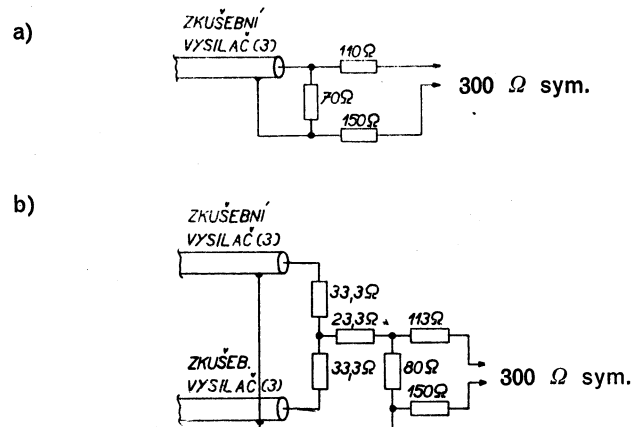 a)
ZKUŠEBNÍ
VYSILAČ (3)
110Ω
70Ω
150Ω
300 Ω sym.
b)
ZKUŠEBNÍ
VYSILAČ (3)
33,3Ω
23,3Ω
113Ω
ZKUŠEB.
VYSILAČ (3)
33,3Ω
80Ω
150Ω
300 Ω sym.